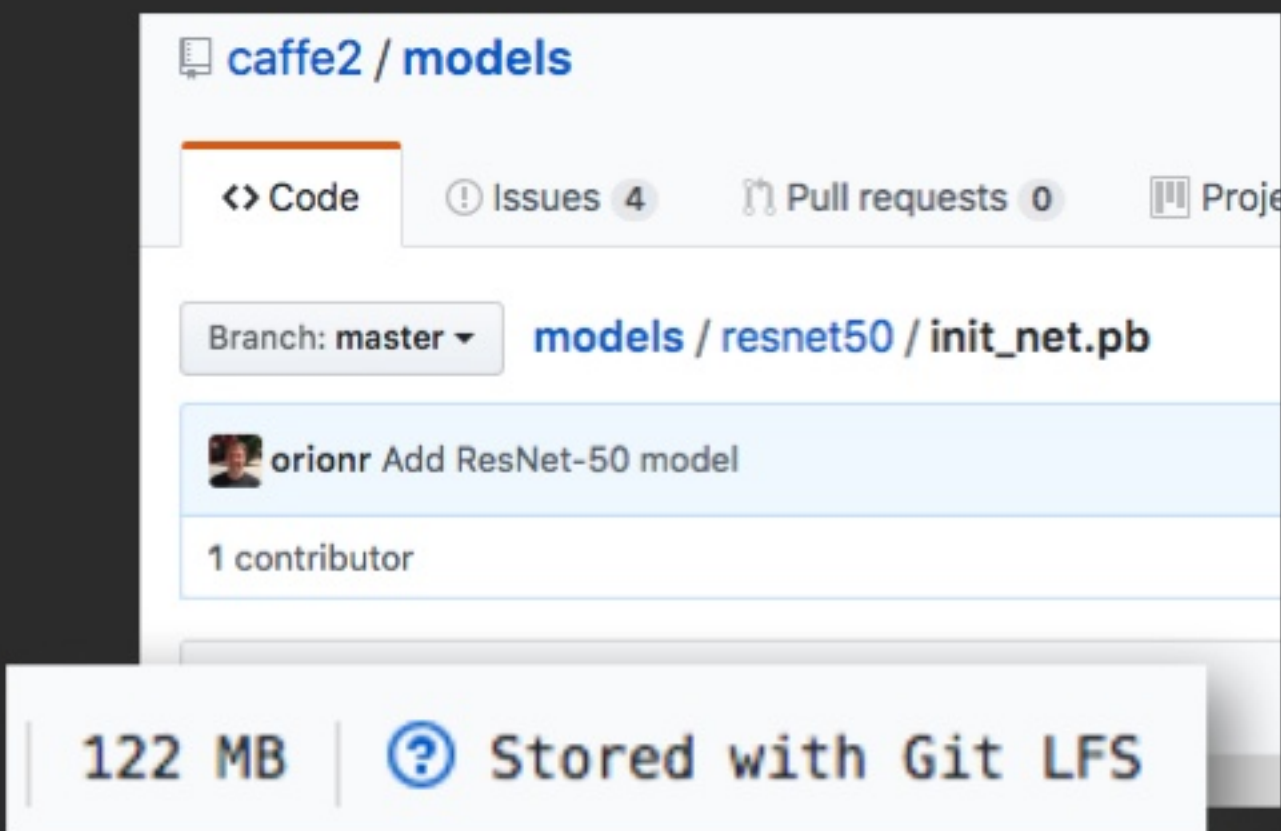 caffe2 / models
Code Issues 4 Pull requests 0 Proje
Branch: master models / resnet50 / init_net.pb
orionr Add ResNet-50 model
1 contributor
122 MB ? Stored with Git LFS